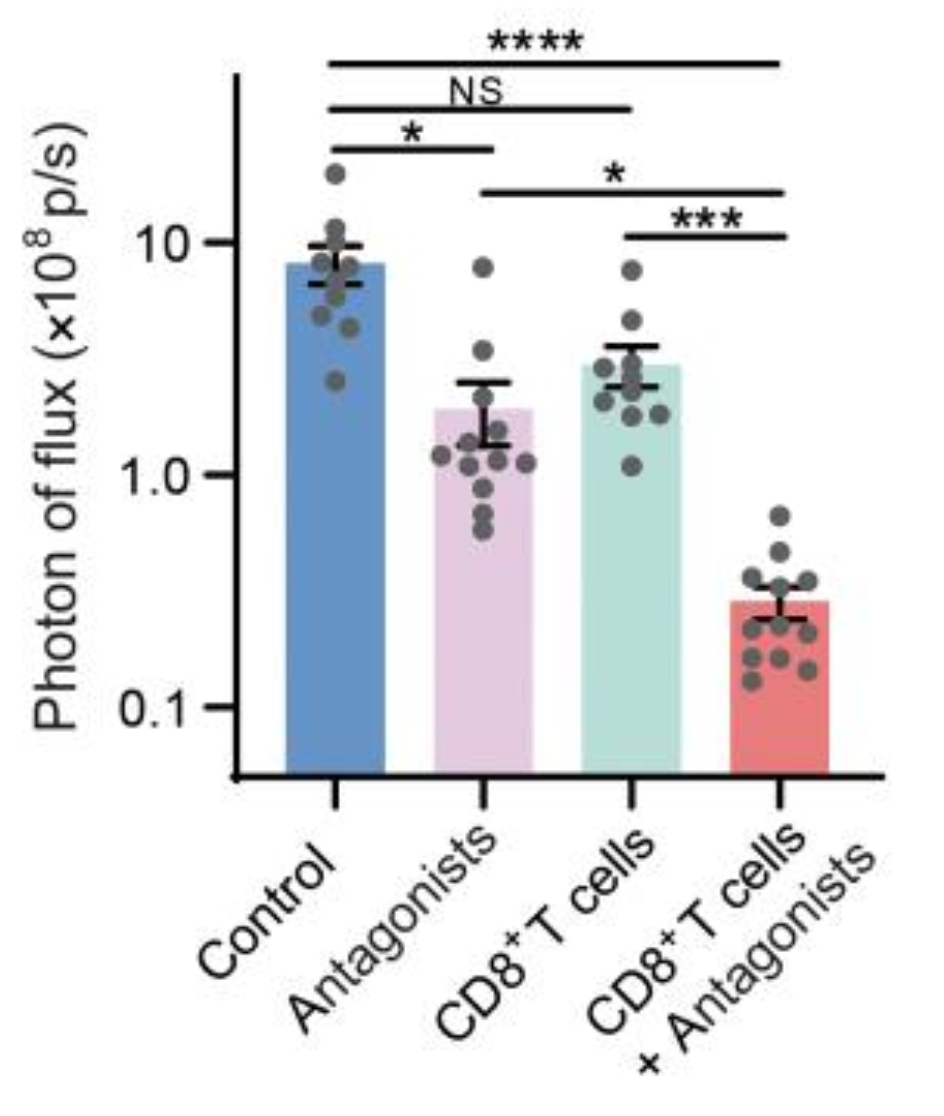 ****
NS
*
*
***
Photon of flux (×10⁸ p/s)
10
1.0
0.1
Control
Antagonists
CD8⁺T cells
CD8⁺T cells
+ Antagonists